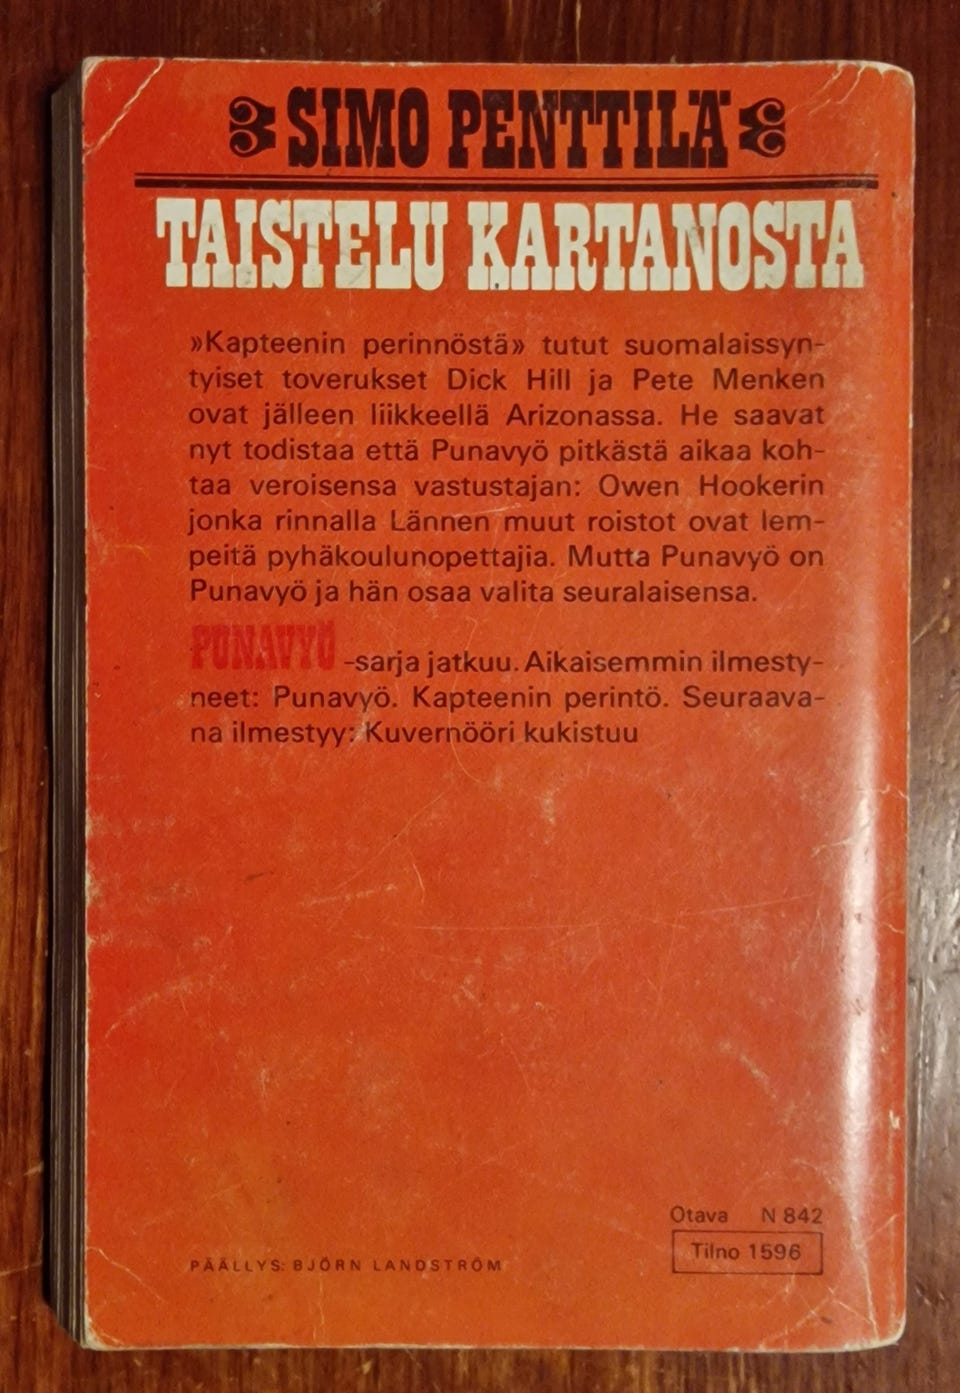 SIMO PENTTILÄ
TAISTELU KARTANOSTA
»Kapteenin perinnöstä» tutut suomalaissyn-
tyiset toverukset Dick Hill ja Pete Menken
ovat jälleen liikkeellä Arizonassa. He saavat
nyt todistaa että Punavyö pitkästä aikaa koh-
taa veroisensa vastustajan: Owen Hookerin
jonka rinnalla Lännen muut roistot ovat lem-
peitä pyhäkoulunopettajia. Mutta Punavyö on
Punavyö ja hän osaa valita seuralaisensa.
PUNAVYÖ -sarja jatkuu. Aikaisemmin ilmesty-
neet: Punavyö. Kapteenin perintö. Seuraava-
na ilmestyy: Kuvernööri kukistuu
Otava N 842
Tilno 1596
PÄÄLLYS: BJÖRN LANDSTRÖM